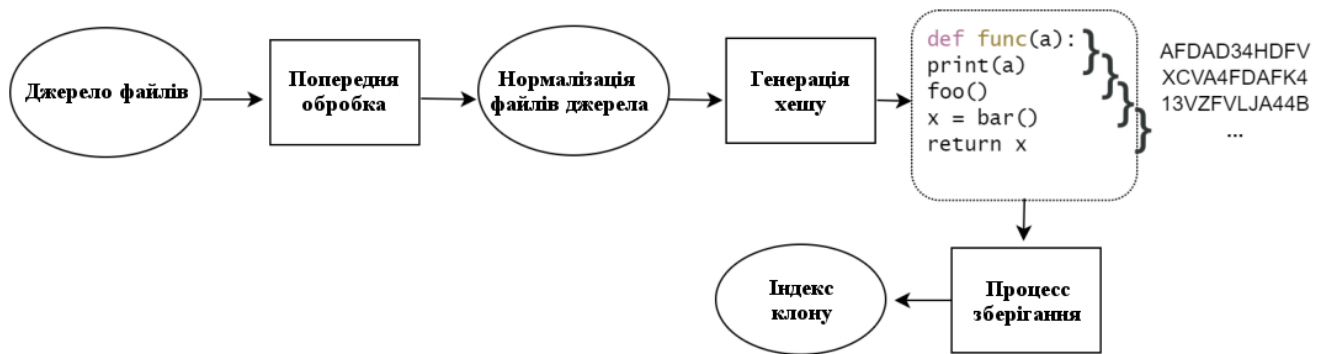 Джерело файлів
Попередня
обробка
Нормалізація
файлів джерела
Генерація
хешу
def func(a):
print(a)
foo()
x = bar()
return x
AFDAD34HDFV
XCVA4FDAFK4
13VZFVLJA44B
...
Індекс
клону
Процесс
зберігання